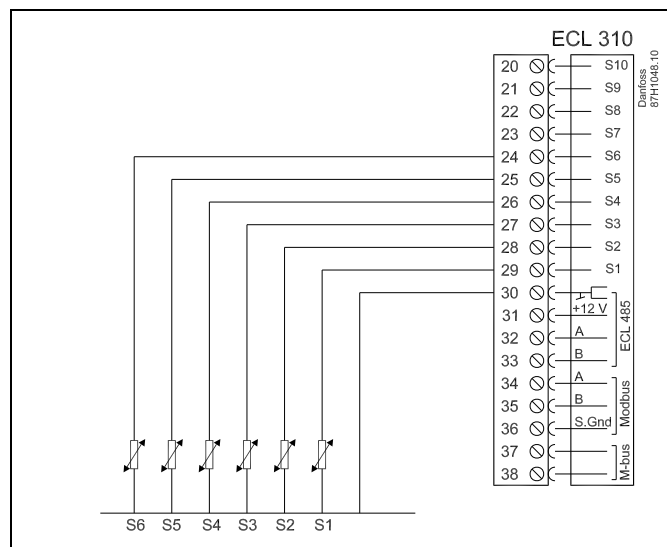 ECL 310
20 S10
21 S9
22 S8
23 S7
24 S6
25 S5
26 S4
27 S3
28 S2
29 S1
30
31 +12 V
32 A
33 B
34 A
35 B
36 S.Gnd
37
38
ECL 485
Modbus
M-bus
Danfoss
87H1048.10
S6 S5 S4 S3 S2 S1